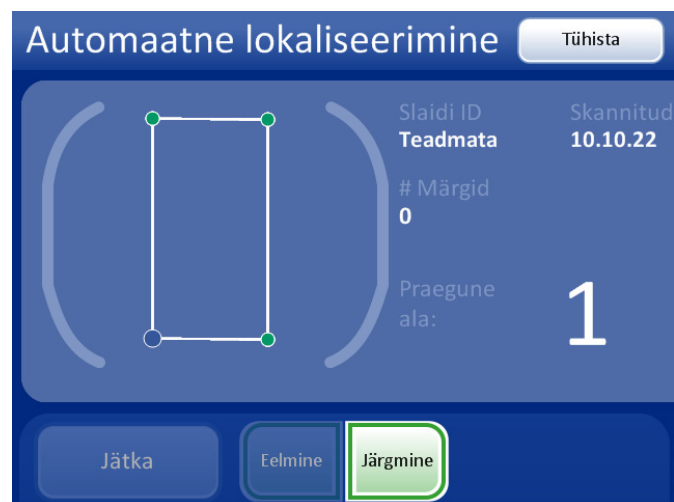 Automaatne lokaliseerimine
Tühista
Slaidi ID
Teadmata
Skannitud
10.10.22
# Märgid
0
Praegune
ala:
1
Jätka
Eelmine
Järgmine